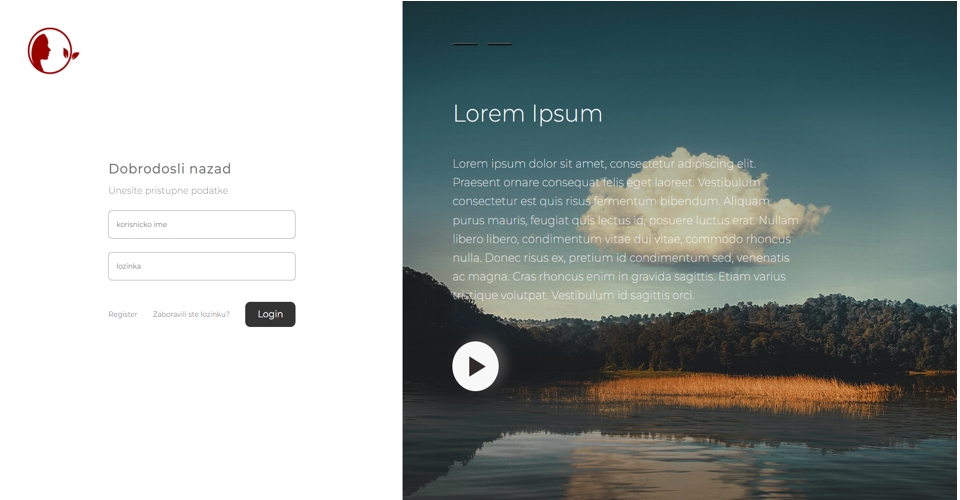 Dobrodosli nazad
Unesite pristupne podatke
korisnicko ime
lozinka
Register
Zaboravili ste lozinku?
Login
Lorem Ipsum
Lorem ipsum dolor sit amet, consectetur adipiscing elit.
Praesent ornare consequat felis eget laoreet. Vestibulum
consectetur est quis risus fermentum bibendum. Aliquam
purus mauris, feugiat quis lectus id, posuere luctus erat. Nullam
libero libero, condimentum vitae dui vitae, commodo rhoncus
nulla. Donec risus ex, pretium id condimentum sed, venenatis
ac magna. Cras rhoncus enim in gravida sagittis. Etiam varius
tristique volutpat. Vestibulum id sagittis orci.